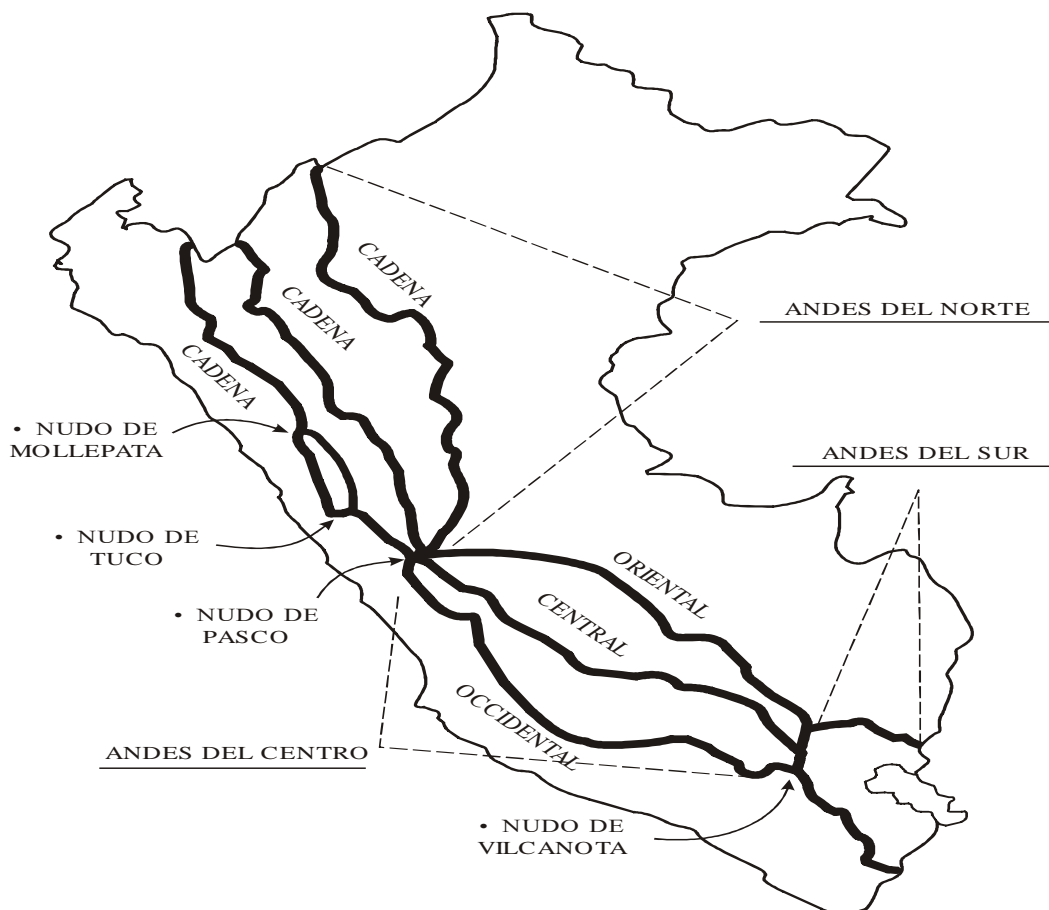 CADENA
CADENA
CADENA
ANDES DEL NORTE
• NUDO DE
MOLLEPATA
ANDES DEL SUR
• NUDO DE
TUCO
• NUDO DE
PASCO
ORIENTAL
CENTRAL
OCCIDENTAL
ANDES DEL CENTRO
• NUDO DE
VILCANOTA